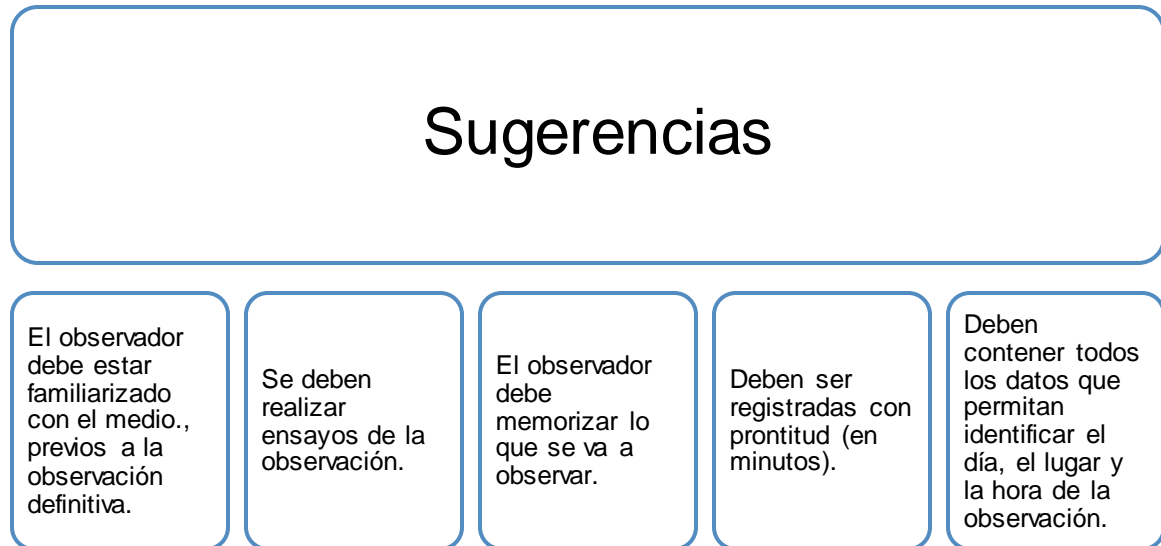 Sugerencias
El observador
debe estar
familiarizado
con el medio.,
previos a la
observación
definitiva.
Se deben
realizar
ensayos de la
observación.
El observador
debe
memorizar lo
que se va a
observar.
Deben ser
registradas con
prontitud (en
minutos).
Deben
contener todos
los datos que
permitan
identificar el
día, el lugar y
la hora de la
observación.